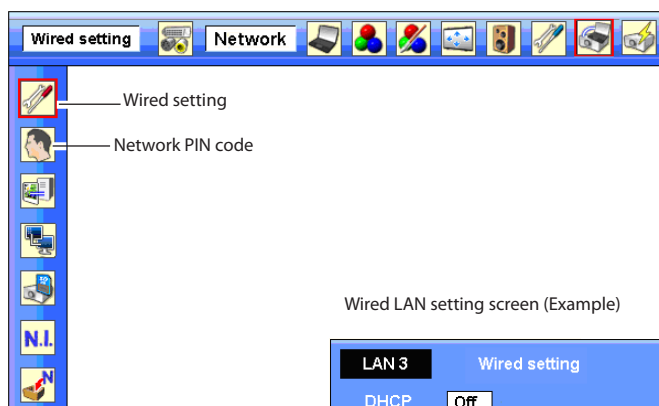 Wired setting Network
Wired setting
Network PIN code
N.I.
N
Wired LAN setting screen (Example)
LAN 3 Wired setting
DHCP Off